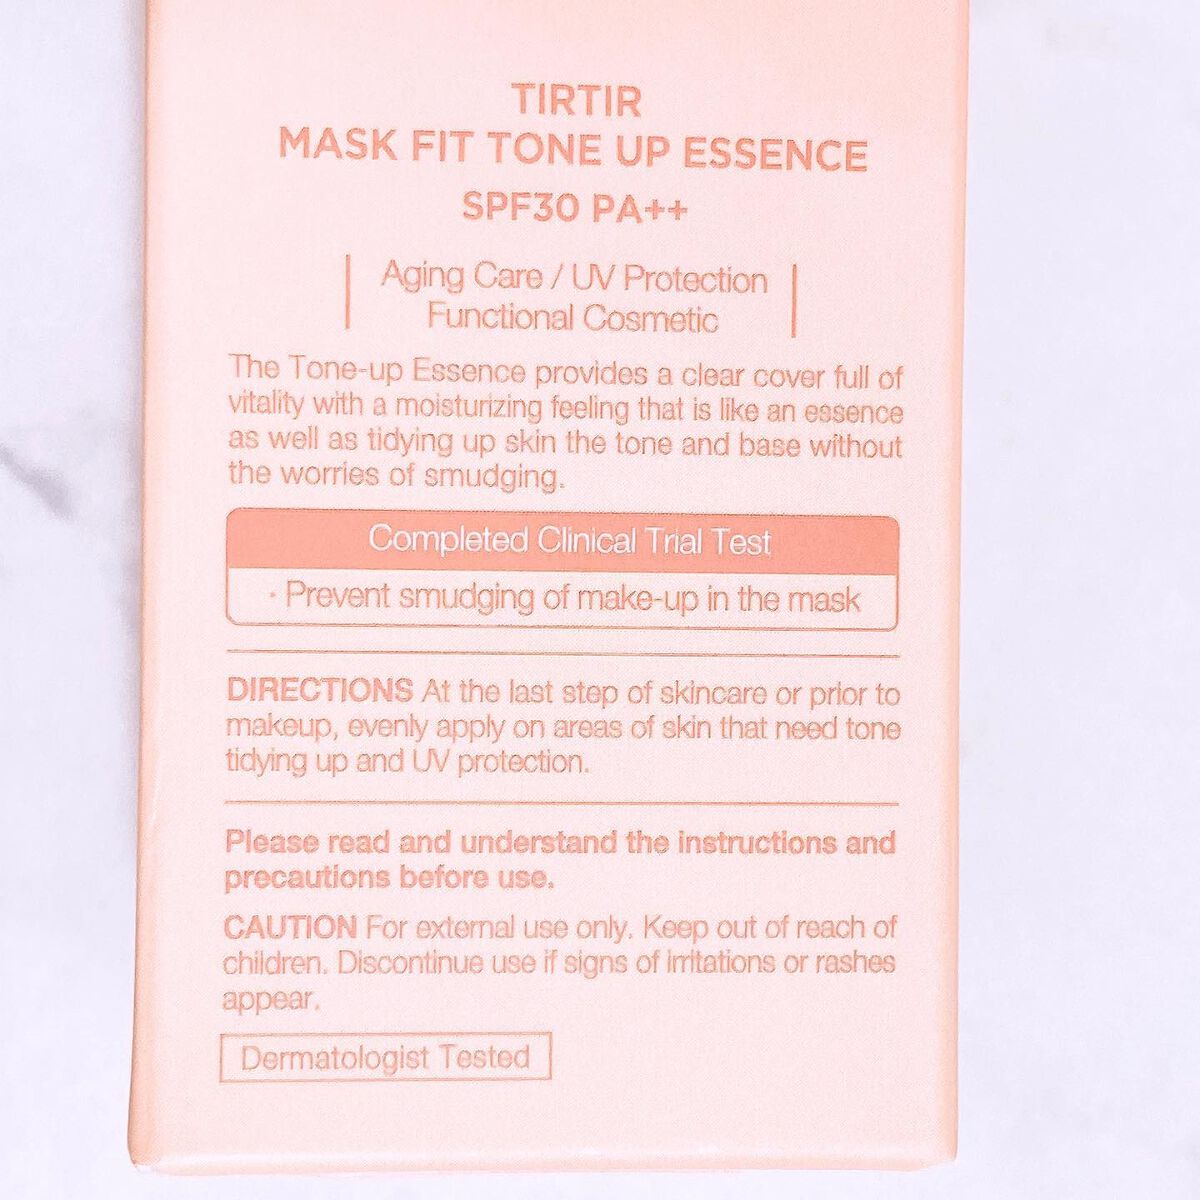 TIRTIR
MASK FIT TONE UP ESSENCE
SPF30 PA++
Aging Care / UV Protection
Functional Cosmetic
The Tone-up Essence provides a clear cover full of
vitality with a moisturizing feeling that is like an essence
as well as tidying up skin the tone and base without
the worries of smudging.
Completed Clinical Trial Test
· Prevent smudging of make-up in the mask
DIRECTIONS At the last step of skincare or prior to
makeup, evenly apply on areas of skin that need tone
tidying up and UV protection.
Please read and understand the instructions and
precautions before use.
CAUTION For external use only. Keep out of reach of
children. Discontinue use if signs of irritations or rashes
appear.
Dermatologist Tested